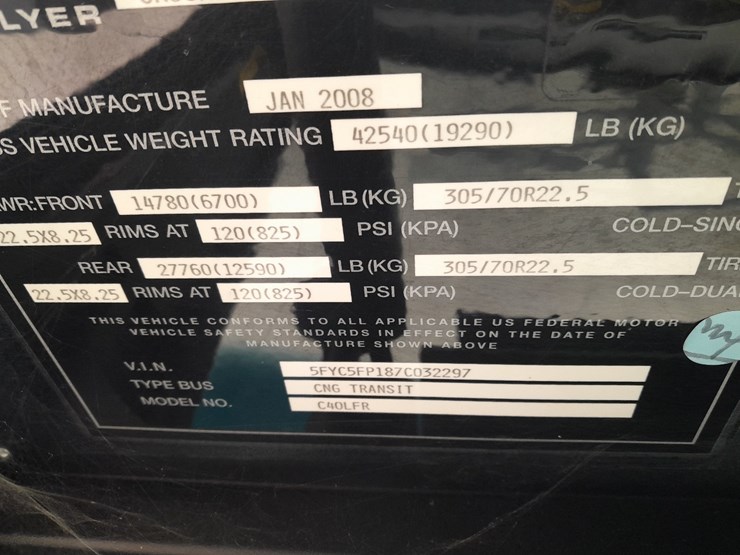 LYER
F MANUFACTURE JAN 2008
S VEHICLE WEIGHT RATING 42540(19290) LB (KG)
WR:FRONT 14780(6700) LB (KG) 305/70R22.5 T
22.5X8.25 RIMS AT 120(825) PSI (KPA) COLD-SING
REAR 27760(12590) LB (KG) 305/70R22.5 TIR
22.5X8.25 RIMS AT 120(825) PSI (KPA) COLD-DUA
THIS VEHICLE CONFORMS TO ALL APPLICABLE US FEDERAL MOTOR
VEHICLE SAFETY STANDARDS IN EFFECT ON THE DATE OF
MANUFACTURE SHOWN ABOVE
V.I.N. 5FYC5FP187C032297
TYPE BUS CNG TRANSIT
MODEL NO. C40LFR